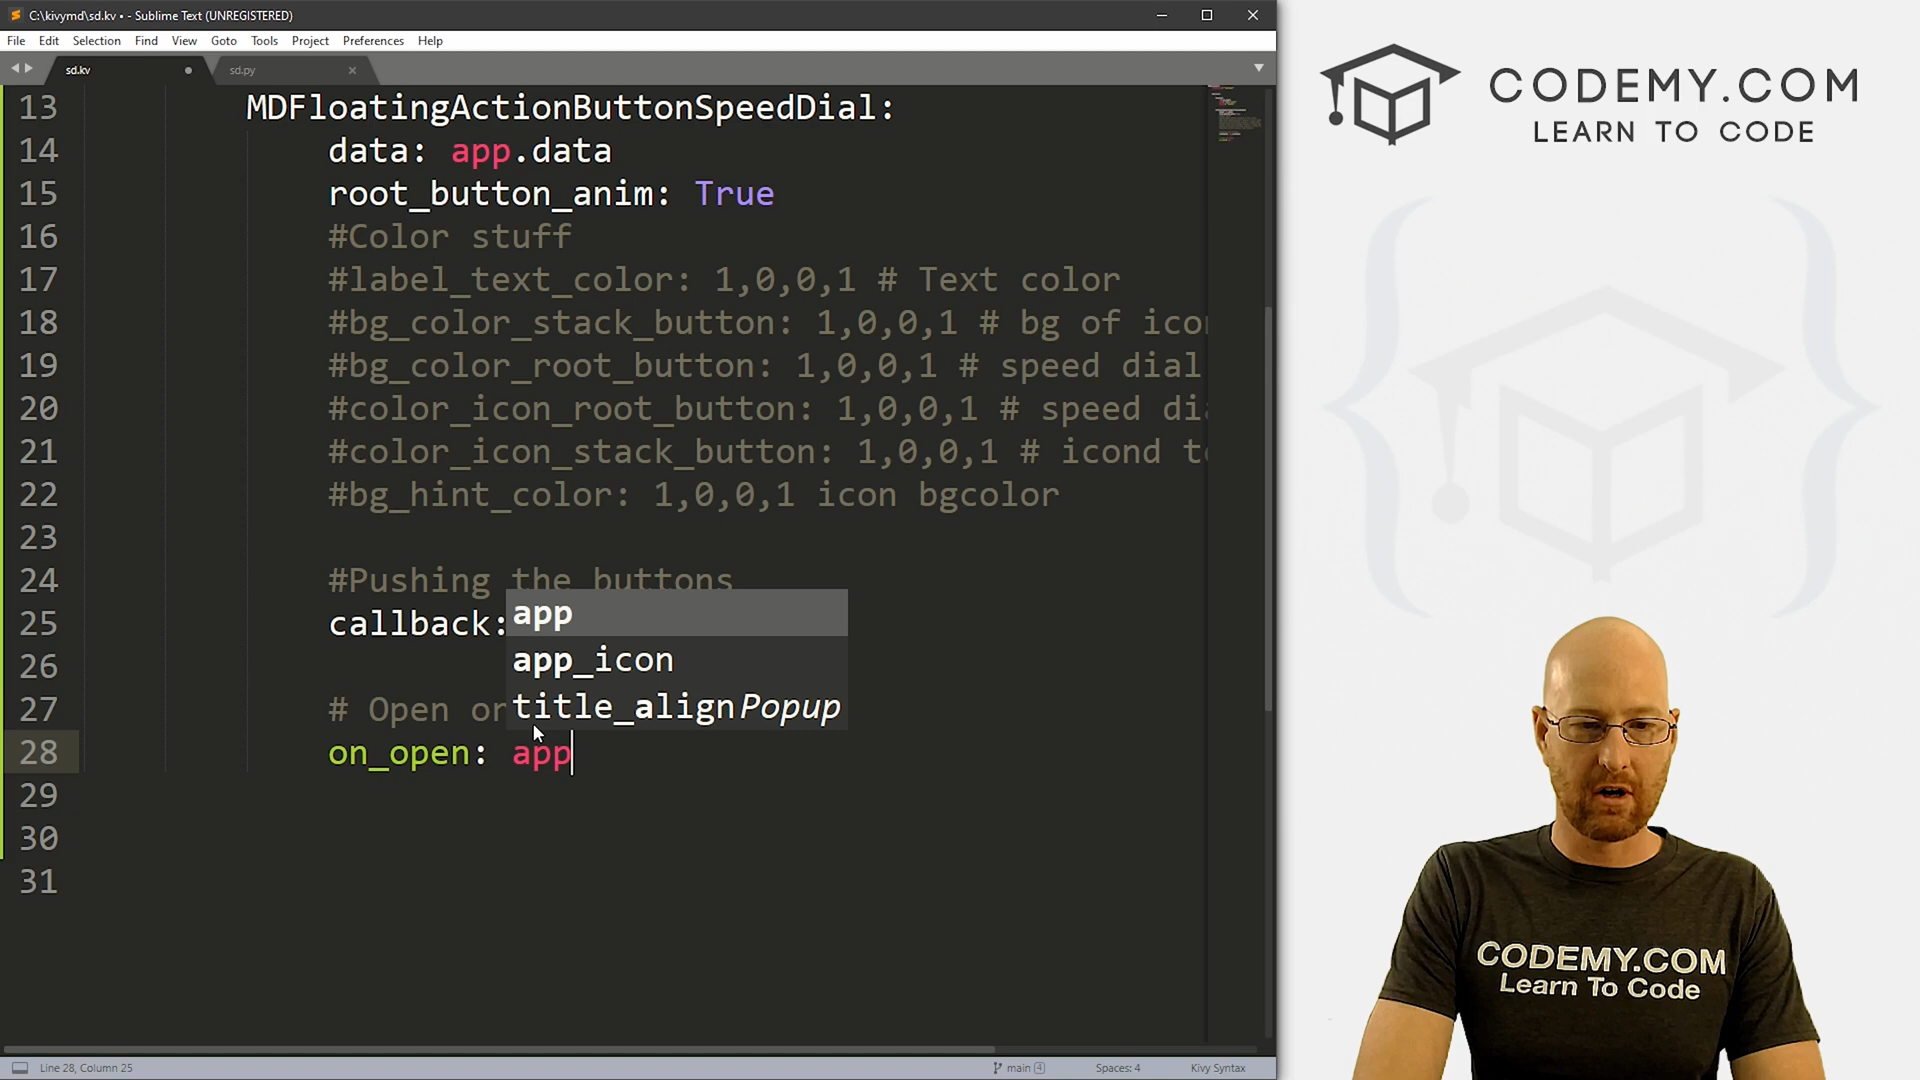 C:\kivymd\sd.kv • - Sublime Text (UNREGISTERED)
File Edit Selection Find View Goto Tools Project Preferences Help
sd.kv
sd.py
13 MDFloatingActionButtonSpeedDial:
14 data: app.data
15 root_button_anim: True
16 #Color stuff
17 #label_text_color: 1,0,0,1 # Text color
18 #bg_color_stack_button: 1,0,0,1 # bg of icon
19 #bg_color_root_button: 1,0,0,1 # speed dial
20 #color_icon_root_button: 1,0,0,1 # speed dia
21 #color_icon_stack_button: 1,0,0,1 # icond te
22 #bg_hint_color: 1,0,0,1 icon bgcolor
23
24 #Pushing the buttons
app
25 callback:
26
app_icon
27 # Open or
title_alignPopup
28 on_open: app
29
30
31
Line 28, Column 25
main 4
Spaces: 4
Kivy Syntax
CODEMY.COM
LEARN TO CODE
CODEMY.COM
Learn To Code